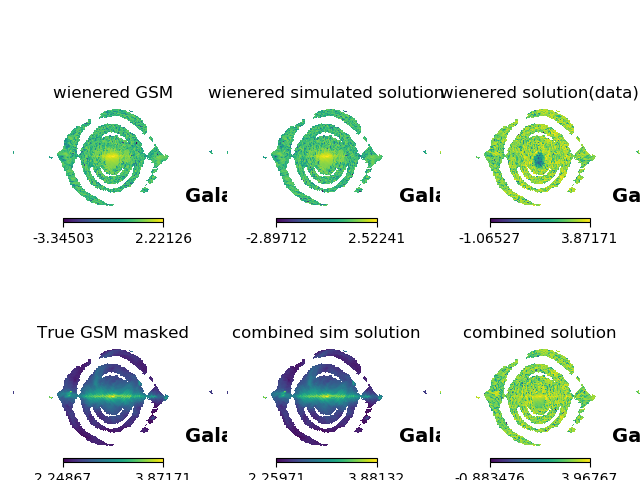 wienered GSM
wienered simulated solution
wienered solution(data)
Gala
Gala
Ga
-3.34503 2.22126
-2.89712 2.52241
-1.06527 3.87171
True GSM masked
combined sim solution
combined solution
Gala
Gala
Ga
2.24867 3.87171
2.25971 3.88132
-0.883476 3.96767